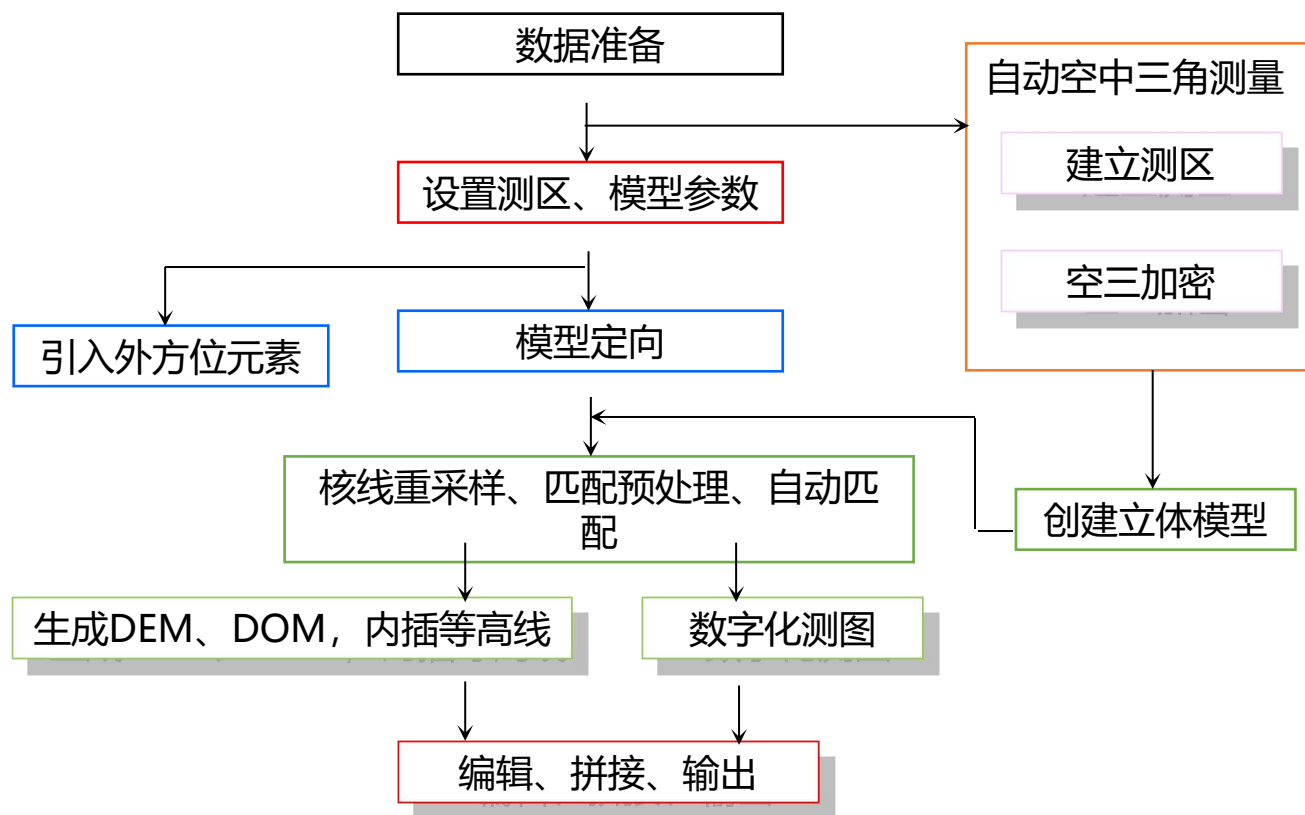 数据准备
自动空中三角测量
建立测区
设置测区、模型参数
空三加密
引入外方位元素
模型定向
核线重采样、匹配预处理、自动匹
配
创建立体模型
生成DEM、DOM，内插等高线
数字化测图
编辑、拼接、输出